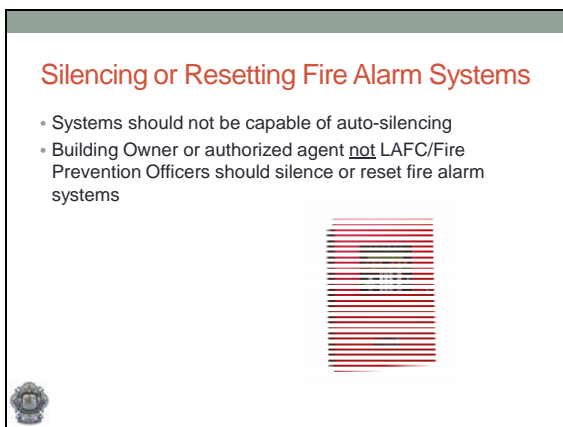 Silencing or Resetting Fire Alarm Systems
• Systems should not be capable of auto-silencing
• Building Owner or authorized agent not LAFC/Fire
Prevention Officers should silence or reset fire alarm
systems